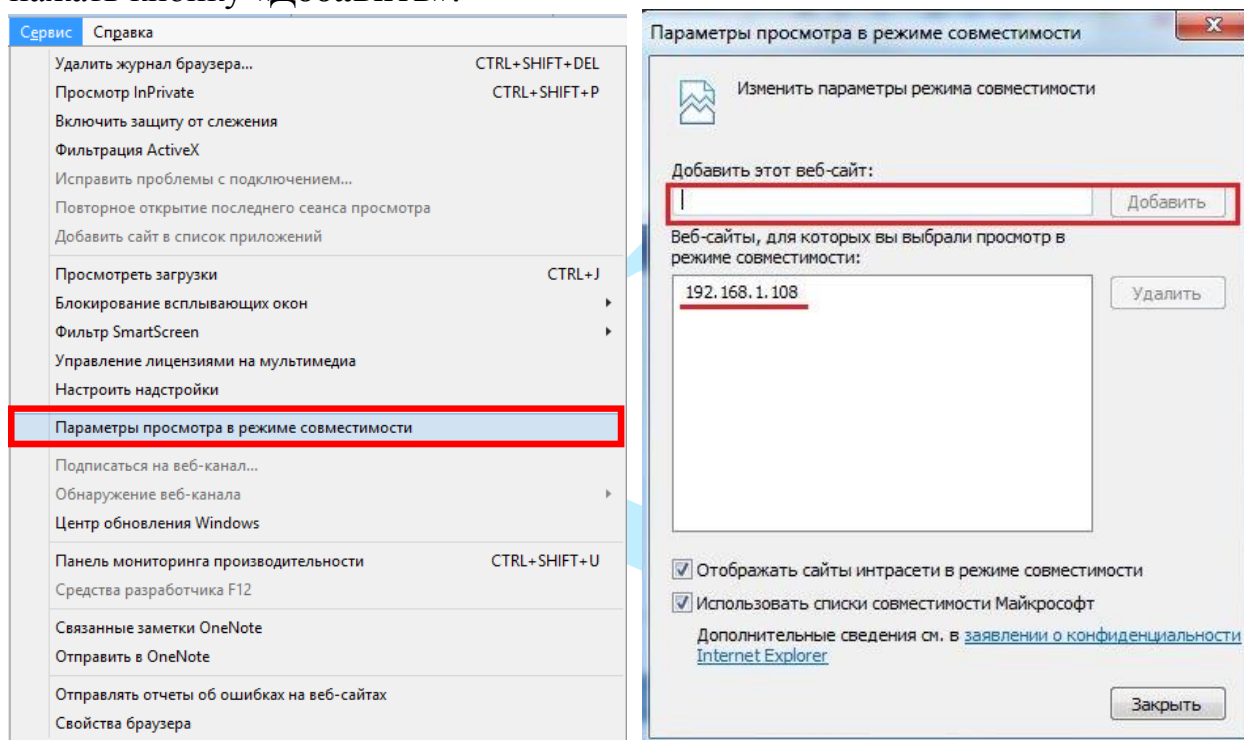 нажать кнопку «Добавить».
Сервис Справка
Удалить журнал браузера... CTRL+SHIFT+DEL
Просмотр InPrivate CTRL+SHIFT+P
Включить защиту от слежения
Фильтрация ActiveX
Исправить проблемы с подключением...
Повторное открытие последнего сеанса просмотра
Добавить сайт в список приложений
Просмотреть загрузки CTRL+J
Блокирование всплывающих окон
Фильтр SmartScreen
Управление лицензиями на мультимедиа
Настроить надстройки
Параметры просмотра в режиме совместимости
Подписаться на веб-канал...
Обнаружение веб-канала
Центр обновления Windows
Панель мониторинга производительности CTRL+SHIFT+U
Средства разработчика F12
Связанные заметки OneNote
Отправить в OneNote
Отправлять отчеты об ошибках на веб-сайтах
Свойства браузера
Параметры просмотра в режиме совместимости
Изменить параметры режима совместимости
Добавить этот веб-сайт:
Добавить
Веб-сайты, для которых вы выбрали просмотр в
режиме совместимости:
192.168.1.108
Удалить
Отображать сайты интрасети в режиме совместимости
Использовать списки совместимости Майкрософт
Дополнительные сведения см. в заявлении о конфиденциальности
Internet Explorer
Закрыть